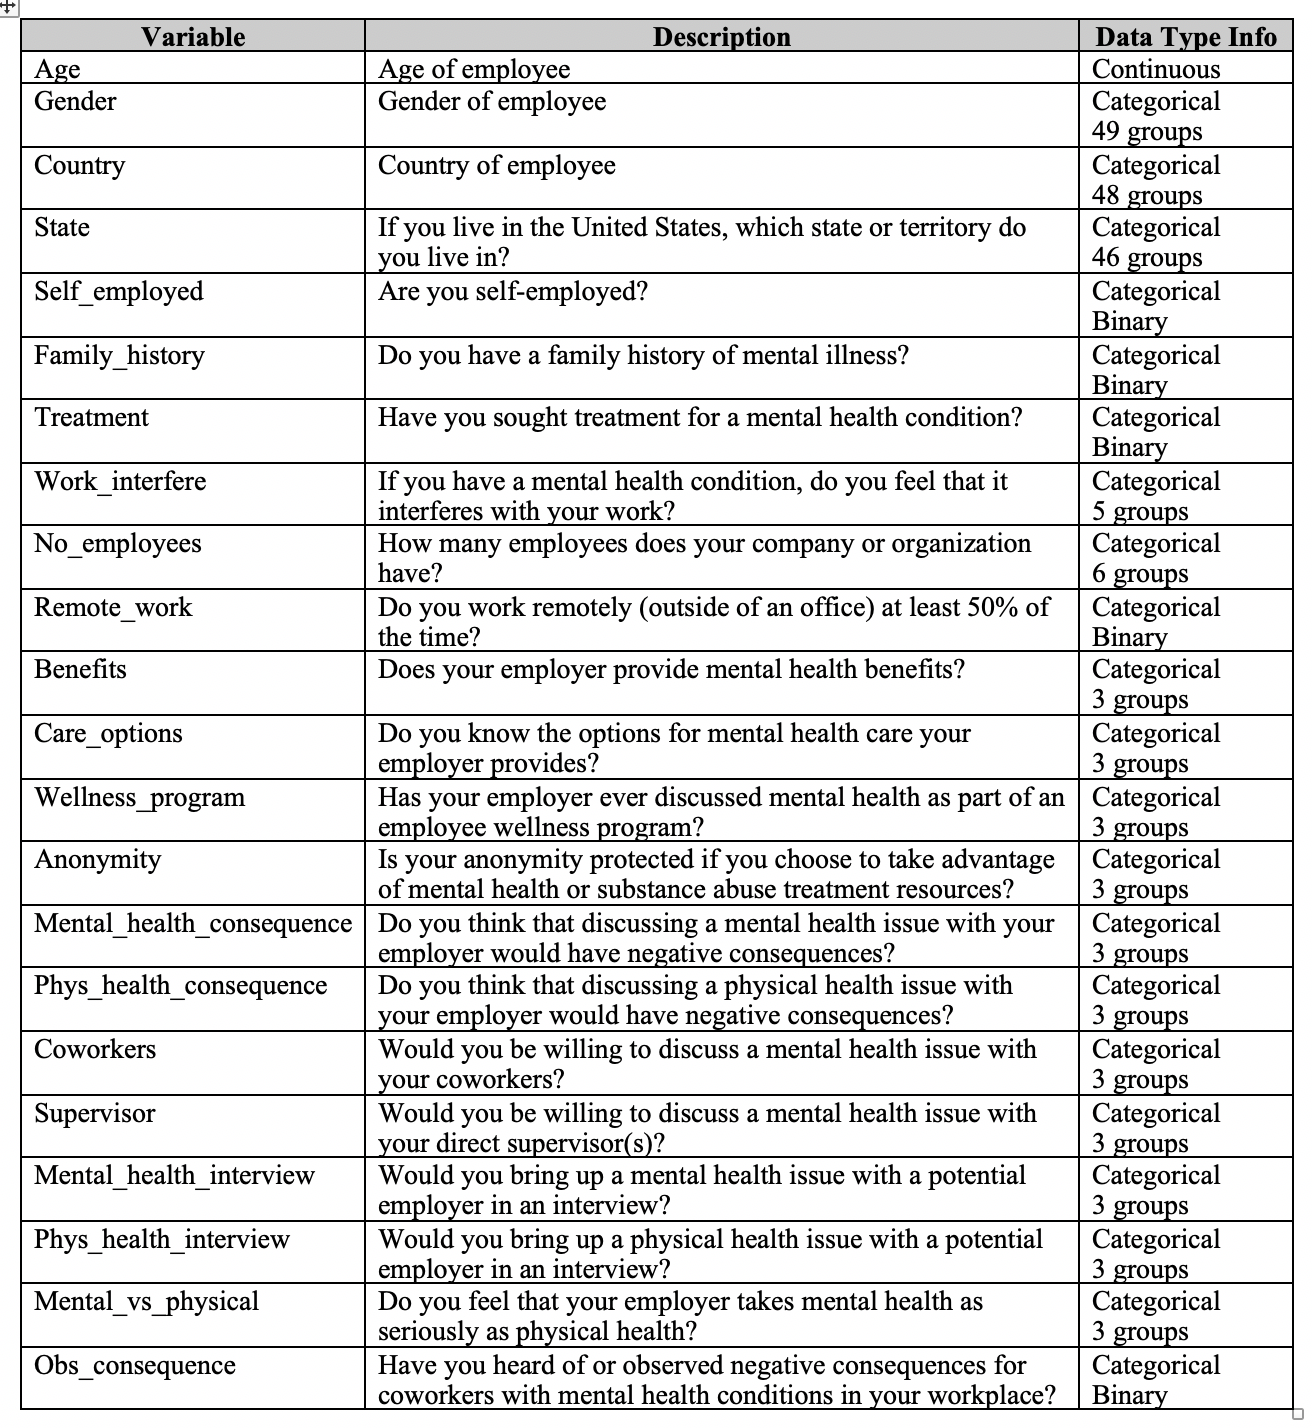 Variable Description Data Type Info
Age Age of employee Continuous
Gender Gender of employee Categorical
49 groups
Country Country of employee Categorical
48 groups
State If you live in the United States, which state or territory do Categorical
you live in? 46 groups
Self_employed Are you self-employed? Categorical
Binary
Family_history Do you have a family history of mental illness? Categorical
Binary
Treatment Have you sought treatment for a mental health condition? Categorical
Binary
Work_interfere If you have a mental health condition, do you feel that it Categorical
interferes with your work? 5 groups
No_employees How many employees does your company or organization Categorical
have? 6 groups
Remote_work Do you work remotely (outside of an office) at least 50% of Categorical
the time? Binary
Benefits Does your employer provide mental health benefits? Categorical
3 groups
Care_options Do you know the options for mental health care your Categorical
employer provides? 3 groups
Wellness_program Has your employer ever discussed mental health as part of an Categorical
employee wellness program? 3 groups
Anonymity Is your anonymity protected if you choose to take advantage Categorical
of mental health or substance abuse treatment resources? 3 groups
Mental_health_consequence Do you think that discussing a mental health issue with your Categorical
employer would have negative consequences? 3 groups
Phys_health_consequence Do you think that discussing a physical health issue with Categorical
your employer would have negative consequences? 3 groups
Coworkers Would you be willing to discuss a mental health issue with Categorical
your coworkers? 3 groups
Supervisor Would you be willing to discuss a mental health issue with Categorical
your direct supervisor(s)? 3 groups
Mental_health_interview Would you bring up a mental health issue with a potential Categorical
employer in an interview? 3 groups
Phys_health_interview Would you bring up a physical health issue with a potential Categorical
employer in an interview? 3 groups
Mental_vs_physical Do you feel that your employer takes mental health as Categorical
seriously as physical health? 3 groups
Obs_consequence Have you heard of or observed negative consequences for Categorical
coworkers with mental health conditions in your workplace? Binary